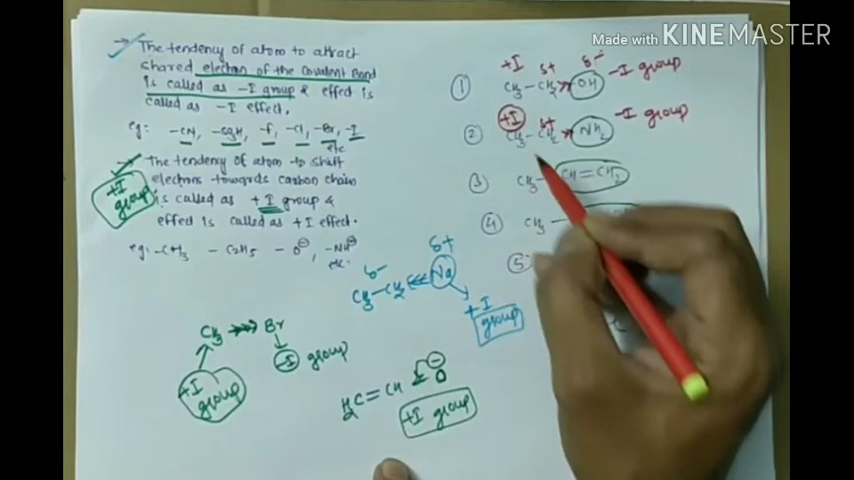 Made with KINEMASTER
→ The tendency of atom to attract
shared electron of the Covalent Bond
is called as -I group & effect is
called as -I effect.
eg: -CN, -SO3H, -F, -Cl, -Br, -I
etc
→ The tendency of atom to shift
electrons towards carbon chain
is called as +I group &
effect is called as +I effect.
eg:- -CH3 - C2H5 - O⊖, -NH⊖
etc.
+I
group
CH3 →→→ Br
+I
group
-I group
δ- δ+
CH3-CH2 Na
+I
group
H2C=CH O⊖
+I group
① +I δ+ δ-
CH3-CH2 →→ OH -I group
② +I δ+
CH3-CH2 →→ NH2 -I group
③ CH3- CH=CH2
④ CH3-
⑤